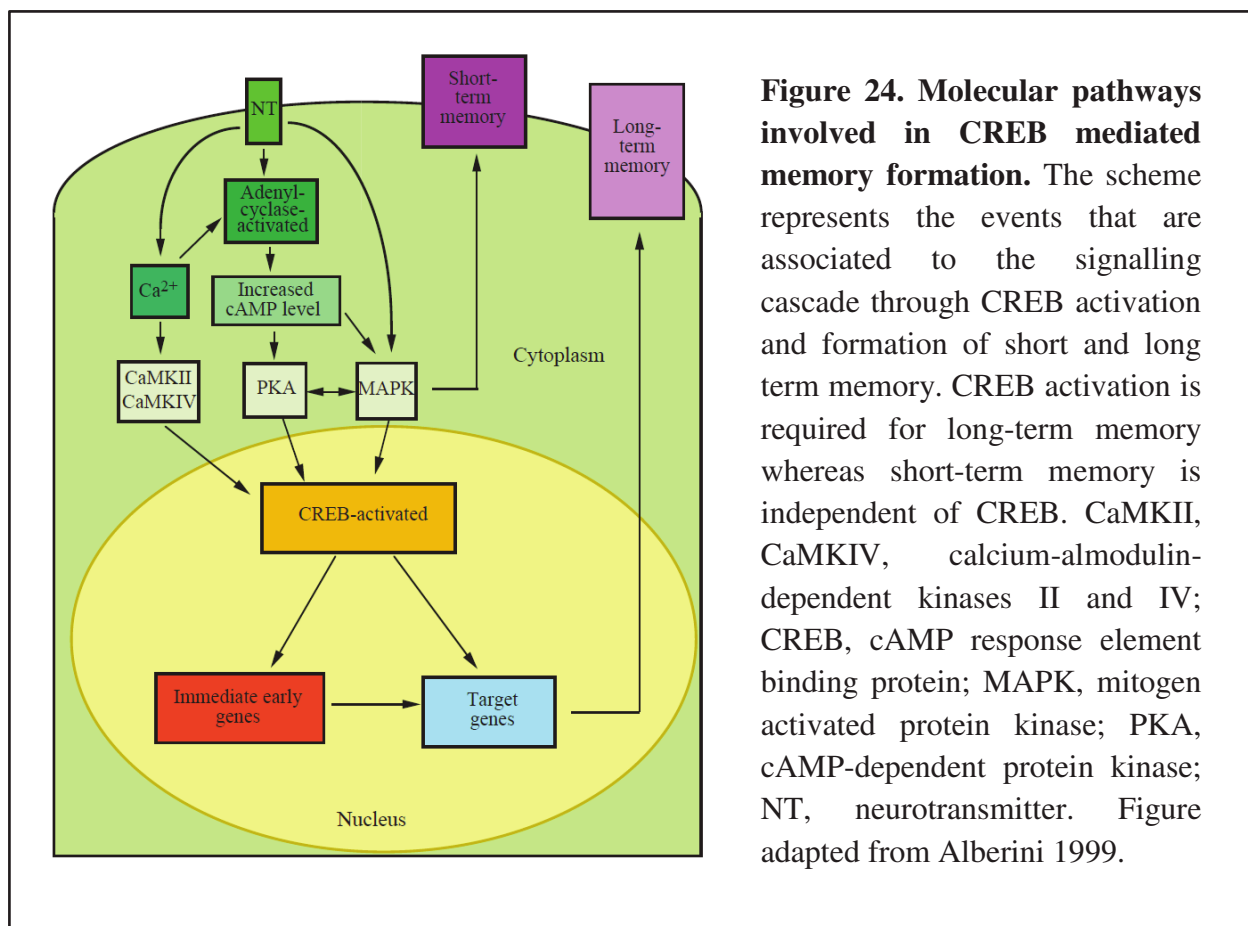 NT
Short-
term
memory
Long-
term
memory
Adenyl-
cyclase-
activated
Ca2+
Increased
cAMP level
Cytoplasm
CaMKII
CaMKIV
PKA
MAPK
CREB-activated
Immediate early
genes
Target
genes
Nucleus
Figure 24. Molecular pathways
involved in CREB mediated
memory formation. The scheme
represents the events that are
associated to the signalling
cascade through CREB activation
and formation of short and long
term memory. CREB activation is
required for long-term memory
whereas short-term memory is
independent of CREB. CaMKII,
CaMKIV, calcium-almodulin-
dependent kinases II and IV;
CREB, cAMP response element
binding protein; MAPK, mitogen
activated protein kinase; PKA,
cAMP-dependent protein kinase;
NT, neurotransmitter. Figure
adapted from Alberini 1999.